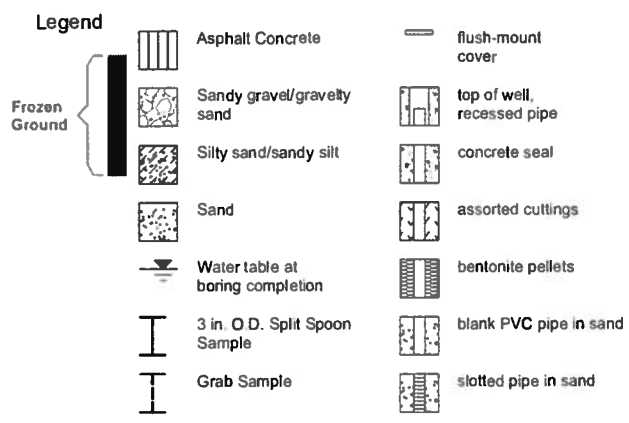 Legend
Frozen
Ground
Asphalt Concrete
Sandy gravel/gravelty
sand
Silty sand/sandy silt
Sand
Water table at
boring completion
3 in. O.D. Split Spoon
Sample
Grab Sample
flush-mount
cover
top of well,
recessed pipe
concrete seal
assorted cuttings
bentonite pellets
blank PVC pipe in sand
slotted pipe in sand